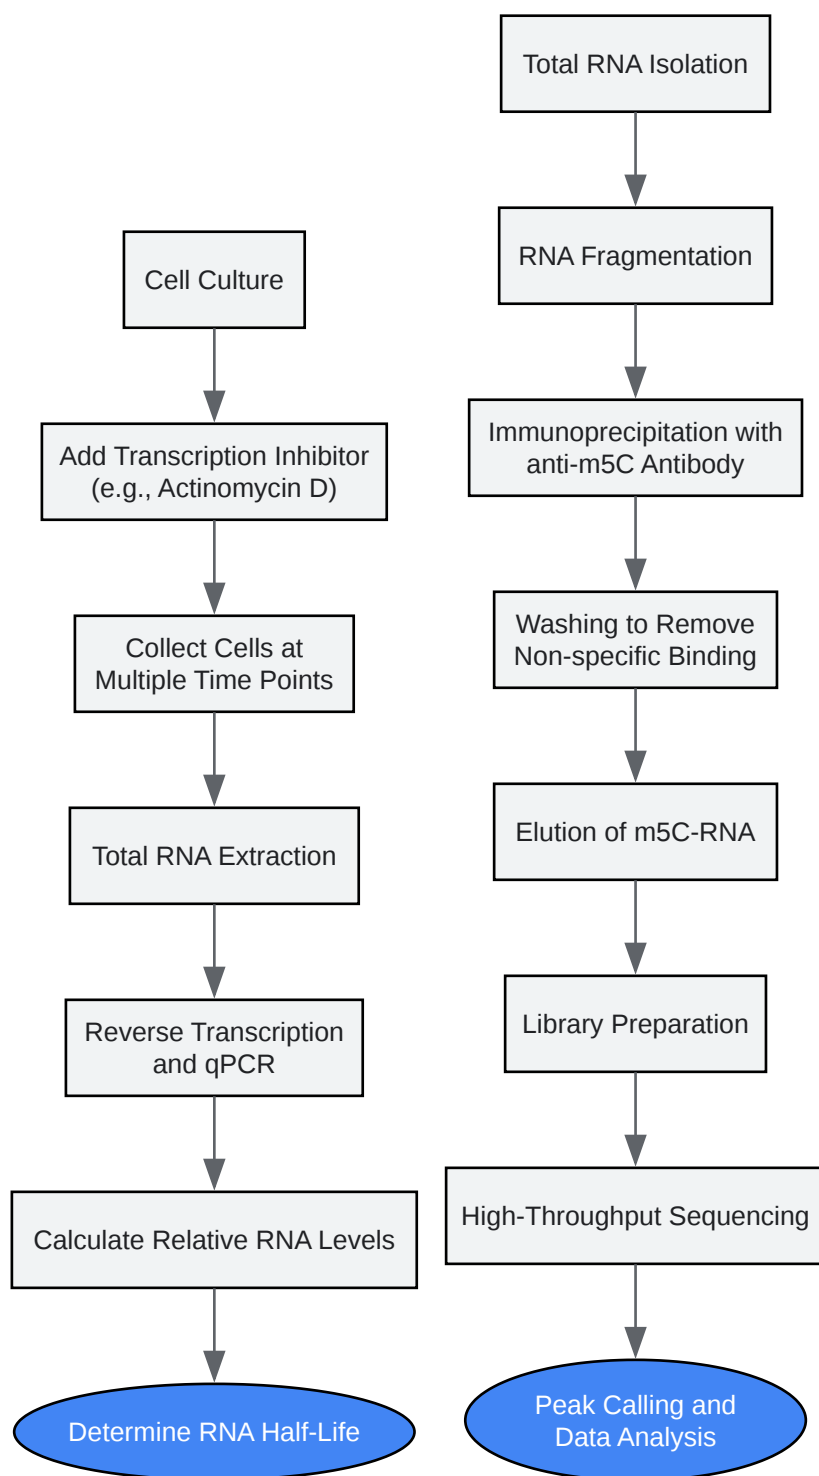 Cell Culture
Add Transcription Inhibitor
(e.g., Actinomycin D)
Collect Cells at
Multiple Time Points
Total RNA Extraction
Reverse Transcription
and qPCR
Calculate Relative RNA Levels
Determine RNA Half-Life
Total RNA Isolation
RNA Fragmentation
Immunoprecipitation with
anti-m5C Antibody
Washing to Remove
Non-specific Binding
Elution of m5C-RNA
Library Preparation
High-Throughput Sequencing
Peak Calling and
Data Analysis